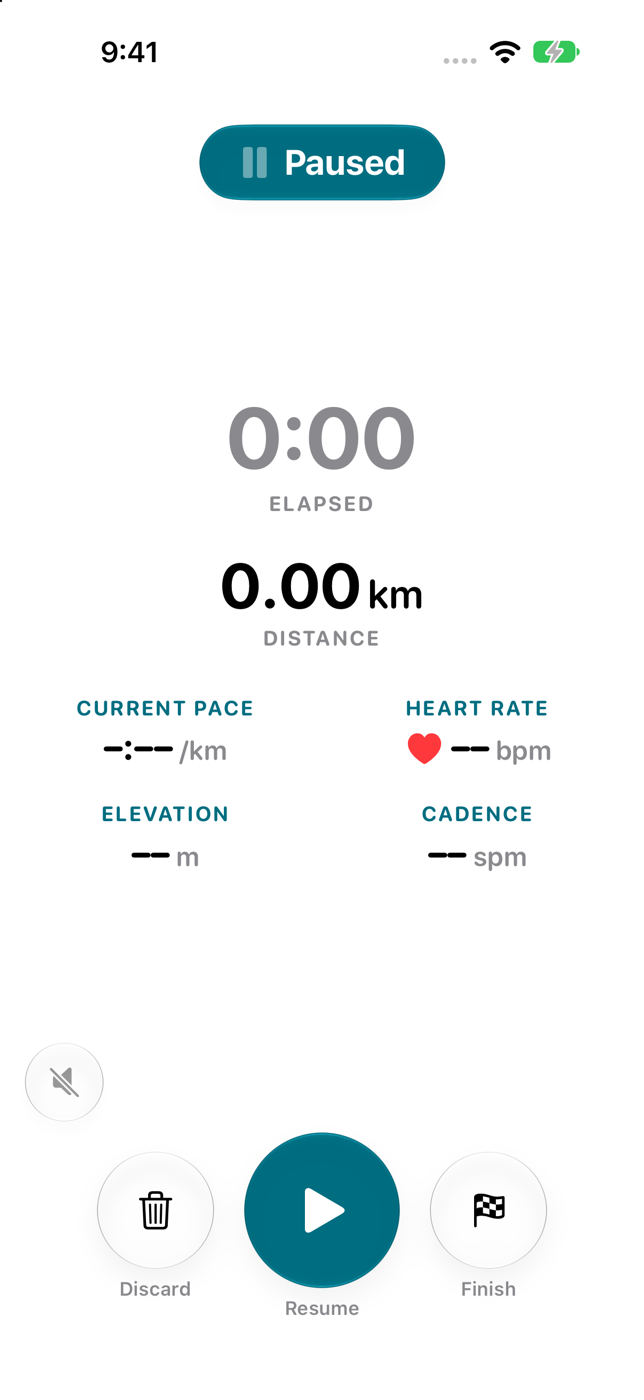 9:41
Paused
0:00
ELAPSED
0.00 km
DISTANCE
CURRENT PACE
HEART RATE
–:–– /km
–– bpm
ELEVATION
CADENCE
–– m
–– spm
Discard
Resume
Finish